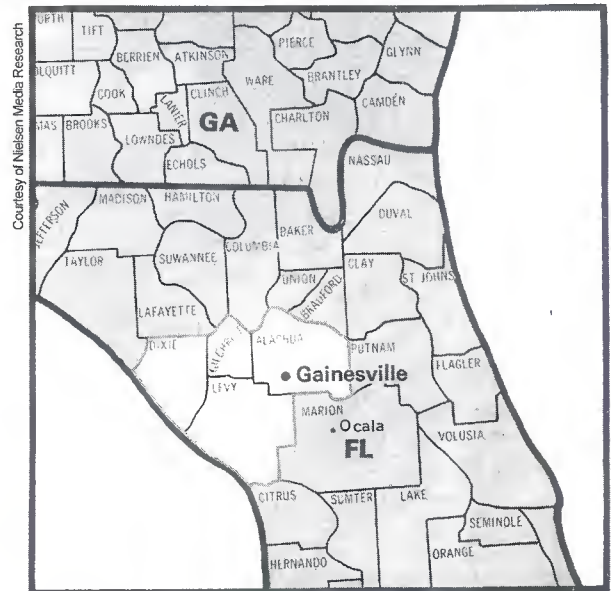 Courtesy of Nielsen Media Research
TIFT
BERRIEN
ATKINSON
PIERCE
GLYNN
WARE
BRANTLEY
COOK
LANIER
CLINCH
CAMDEN
CHARLTON
GA
BROOKS
LOWNDES
ECHOLS
NASSAU
MADISON
HAMILTON
JEFFERSON
DUVAL
COLUMBIA
BAKER
TAYLOR
SUWANNEE
CLAY
ST JOHNS
UNION
BRADFORD
LAFAYETTE
DIXIE
GILCHRIST
ALACHUA
PUTNAM
FLAGLER
Gainesville
LEVY
MARION
Ocala
FL
VOLUSIA
CITRUS
SUMTER
LAKE
SEMINOLE
ORANGE
HERNANDO